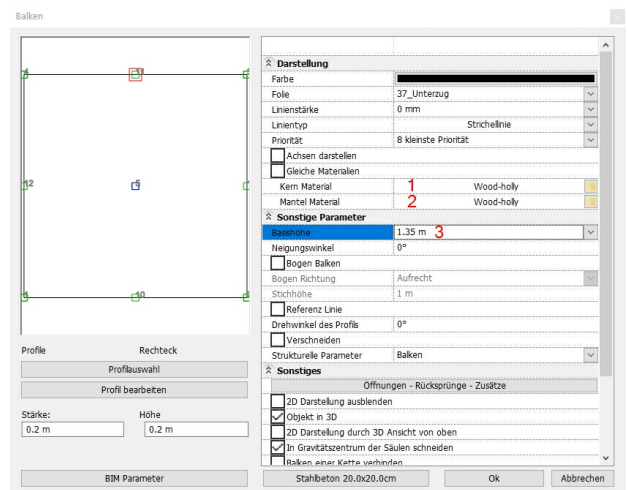 Balken
11
12
5
10
Profile Rechteck
Profilauswahl
Profil bearbeiten
Stärke: Höhe
0.2 m 0.2 m
BIM Parameter
Darstellung
Farbe
Folie 37_Unterzug
Linienstärke 0 mm
Linientyp Strichellinie
Priorität 8 kleinste Priorität
Achsen darstellen
Gleiche Materialien
Kern Material 1 Wood-holly
Mantel Material 2 Wood-holly
Sonstige Parameter
Basishöhe 1.35 m 3
Neigungswinkel 0°
Bogen Balken
Bogen Richtung Aufrecht
Stichhöhe 1 m
Referenz Linie
Drehwinkel des Profils 0°
Verschneiden
Strukturelle Parameter Balken
Sonstiges
Öffnungen - Rücksprünge - Zusätze
2D Darstellung ausblenden
Objekt in 3D
2D Darstellung durch 3D Ansicht von oben
In Gravitätszentrum der Säulen schneiden
Balken einer Kette verbinden
Stahlbeton 20.0x20.0cm Ok Abbrechen